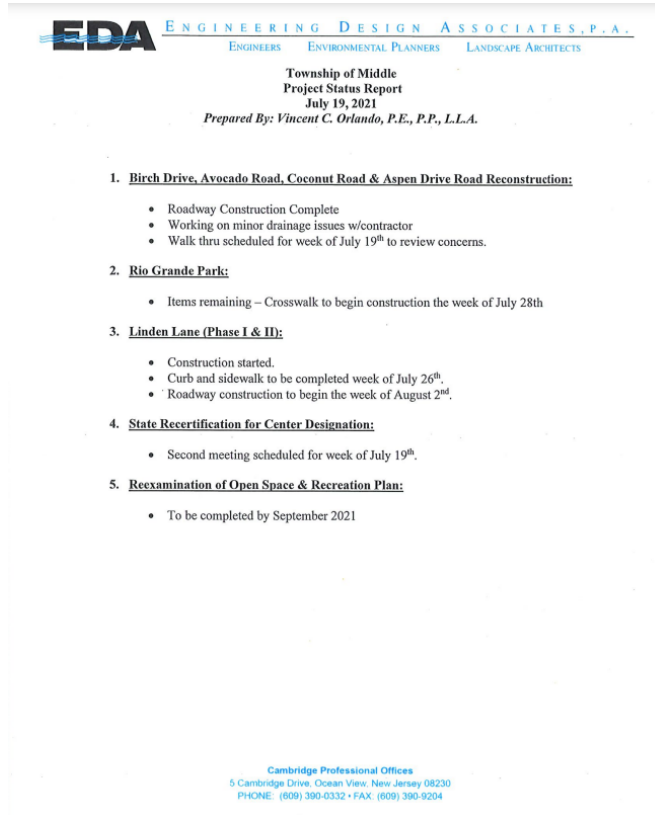 EDA
ENGINEERING DESIGN ASSOCIATES, P.A.
ENGINEERS ENVIRONMENTAL PLANNERS LANDSCAPE ARCHITECTS
Township of Middle
Project Status Report
July 19, 2021
Prepared By: Vincent C. Orlando, P.E., P.P., L.L.A.
1. Birch Drive, Avocado Road, Coconut Road & Aspen Drive Road Reconstruction:
• Roadway Construction Complete
• Working on minor drainage issues w/contractor
• Walk thru scheduled for week of July 19th to review concerns.
2. Rio Grande Park:
• Items remaining – Crosswalk to begin construction the week of July 28th
3. Linden Lane (Phase I & II):
• Construction started.
• Curb and sidewalk to be completed week of July 26th.
• Roadway construction to begin the week of August 2nd.
4. State Recertification for Center Designation:
• Second meeting scheduled for week of July 19th.
5. Reexamination of Open Space & Recreation Plan:
• To be completed by September 2021
Cambridge Professional Offices
5 Cambridge Drive, Ocean View, New Jersey 08230
PHONE: (609) 390-0332 • FAX: (609) 390-9204